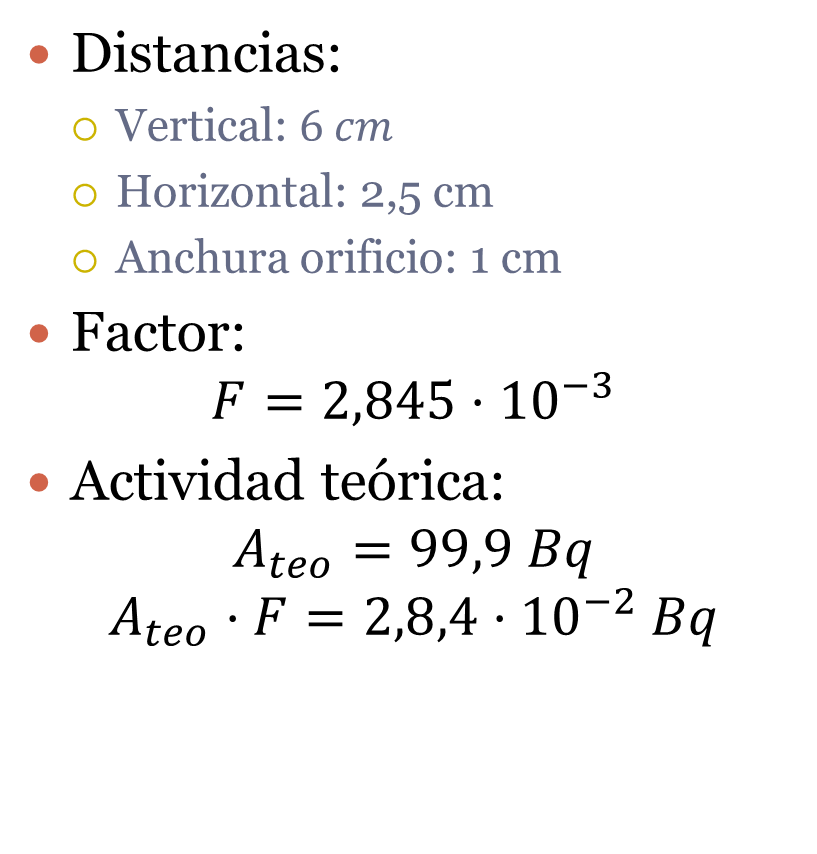 • Distancias:
○ Vertical: 6 cm
○ Horizontal: 2,5 cm
○ Anchura orificio: 1 cm
• Factor:
F = 2,845 · 10⁻³
• Actividad teórica:
A_teo = 99,9 Bq
A_teo · F = 2,8,4 · 10⁻² Bq